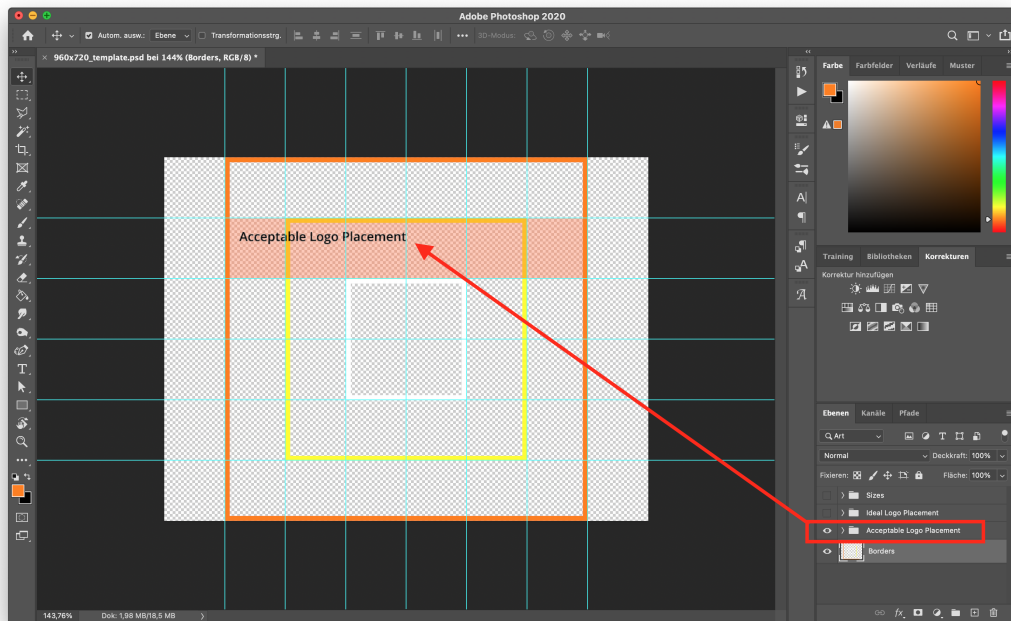 Adobe Photoshop 2020
Autom. ausw.: Ebene Transformationsstrg. ••• 3D-Modus:
× 960x720_template.psd bei 144% (Borders, RGB/8) *
Farbe Farbfelder Verläufe Muster
Acceptable Logo Placement
Training Bibliotheken Korrekturen
Korrektur hinzufügen
Ebenen Kanäle Pfade
Art
Normal Deckkraft: 100%
Fixieren: Fläche: 100%
Sizes
Ideal Logo Placement
Acceptable Logo Placement
Borders
143,76% Dok: 1,98 MB/18,5 MB